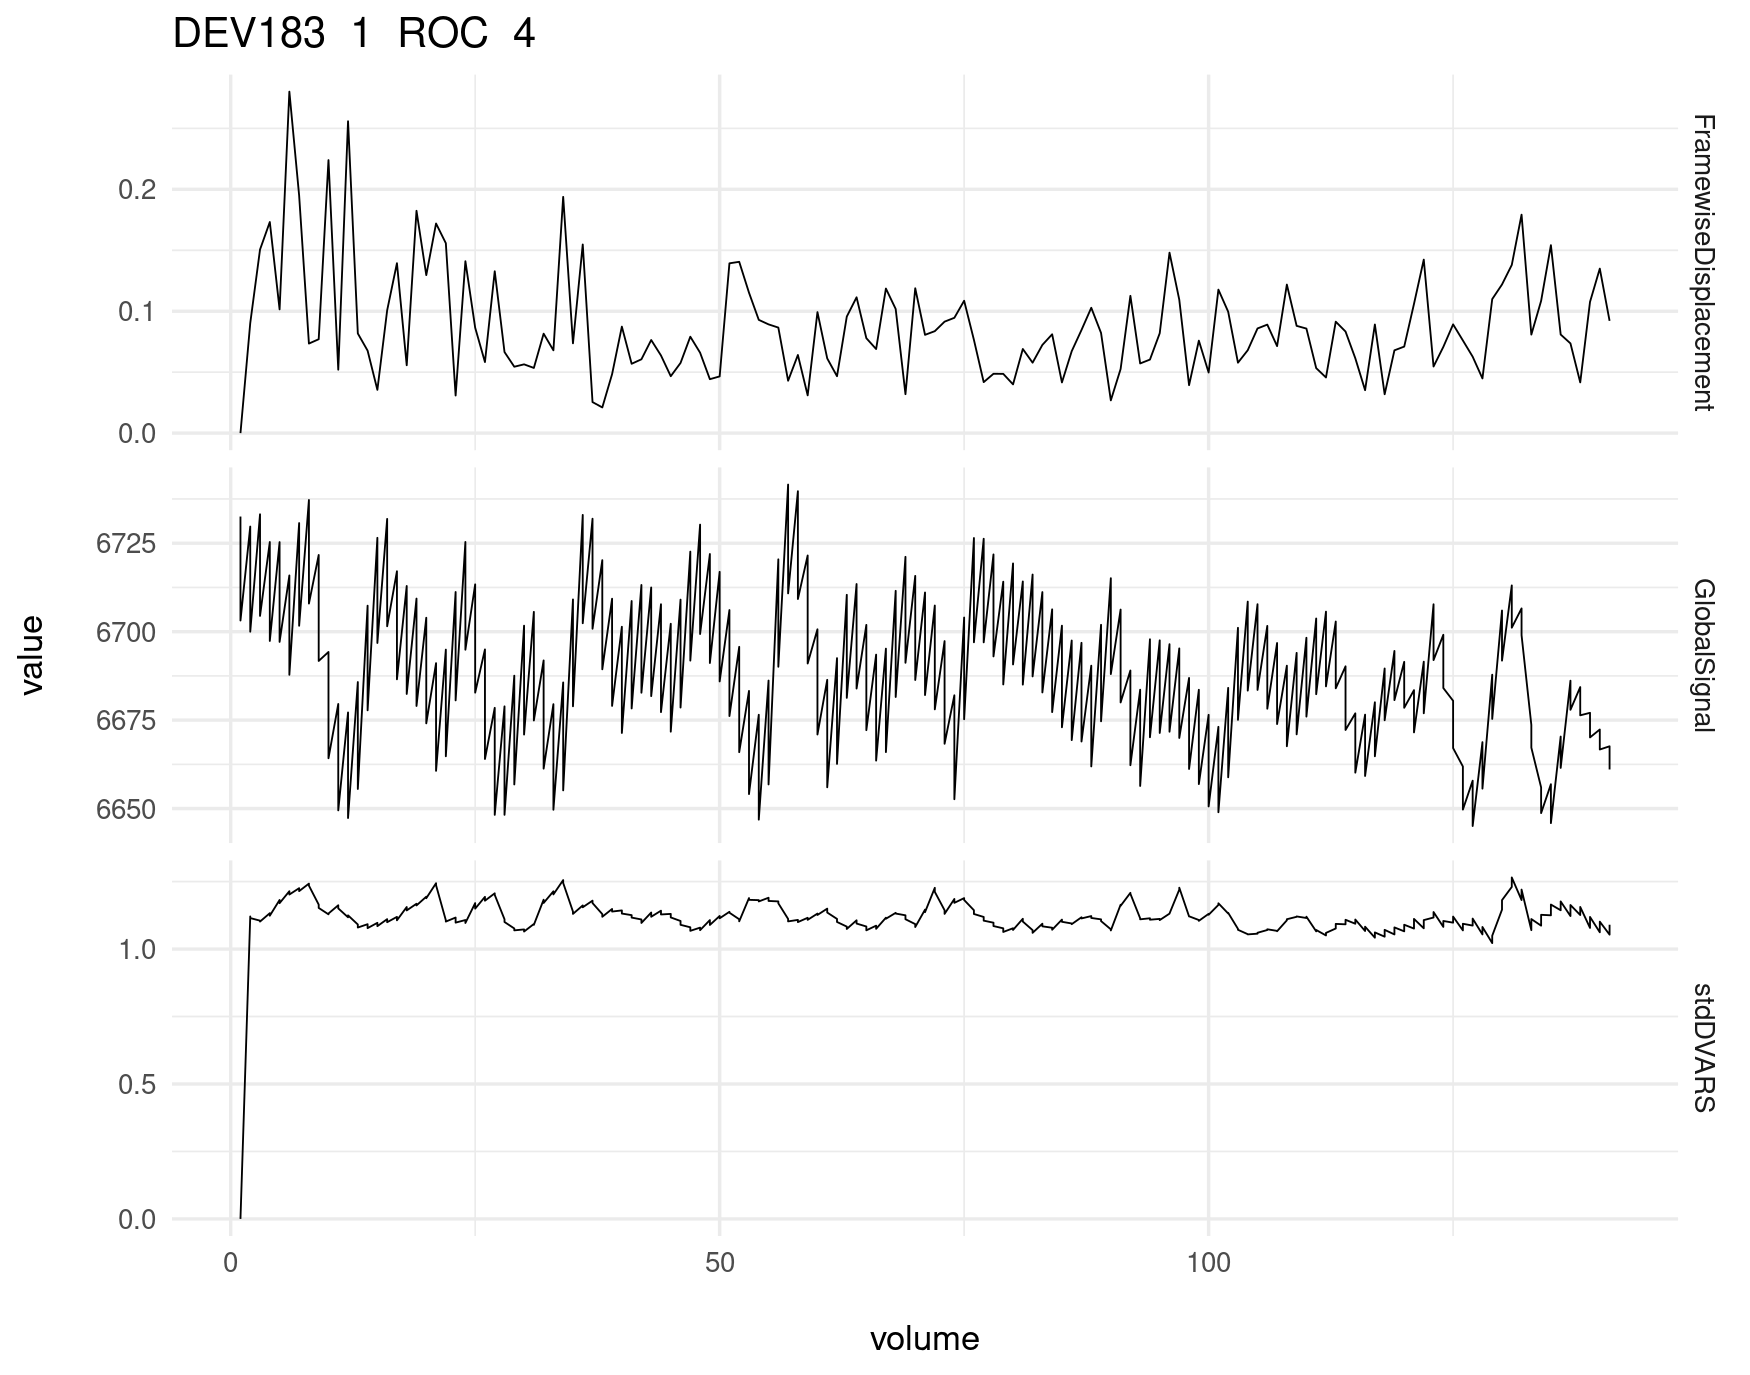 DEV183 1 ROC 4
value
0.2
0.1
0.0
FramewiseDisplacement
6725
6700
6675
6650
GlobalSignal
1.0
0.5
0.0
stdDVARS
0 50 100
volume